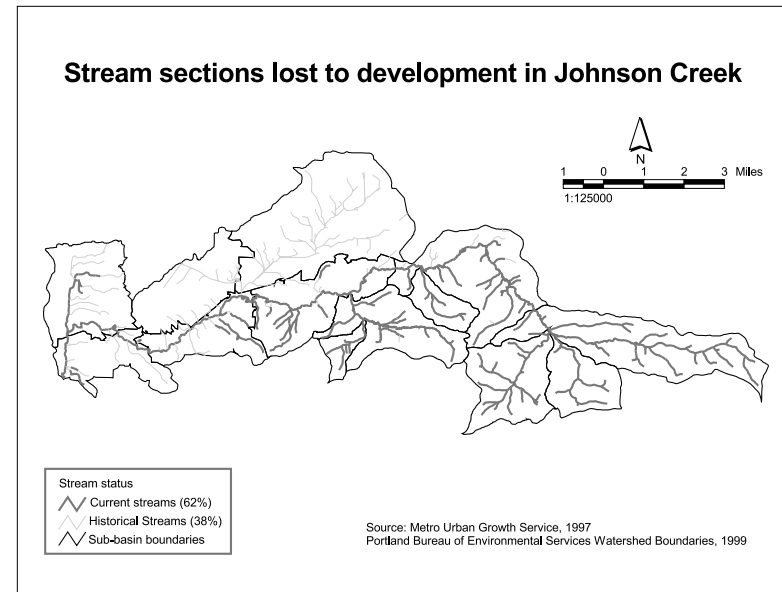 Stream sections lost to development in Johnson Creek
N
1 0 1 2 3 Miles
1:125000
Stream status
Current streams (62%)
Historical Streams (38%)
Sub-basin boundaries
Source: Metro Urban Growth Service, 1997
Portland Bureau of Environmental Services Watershed Boundaries, 1999